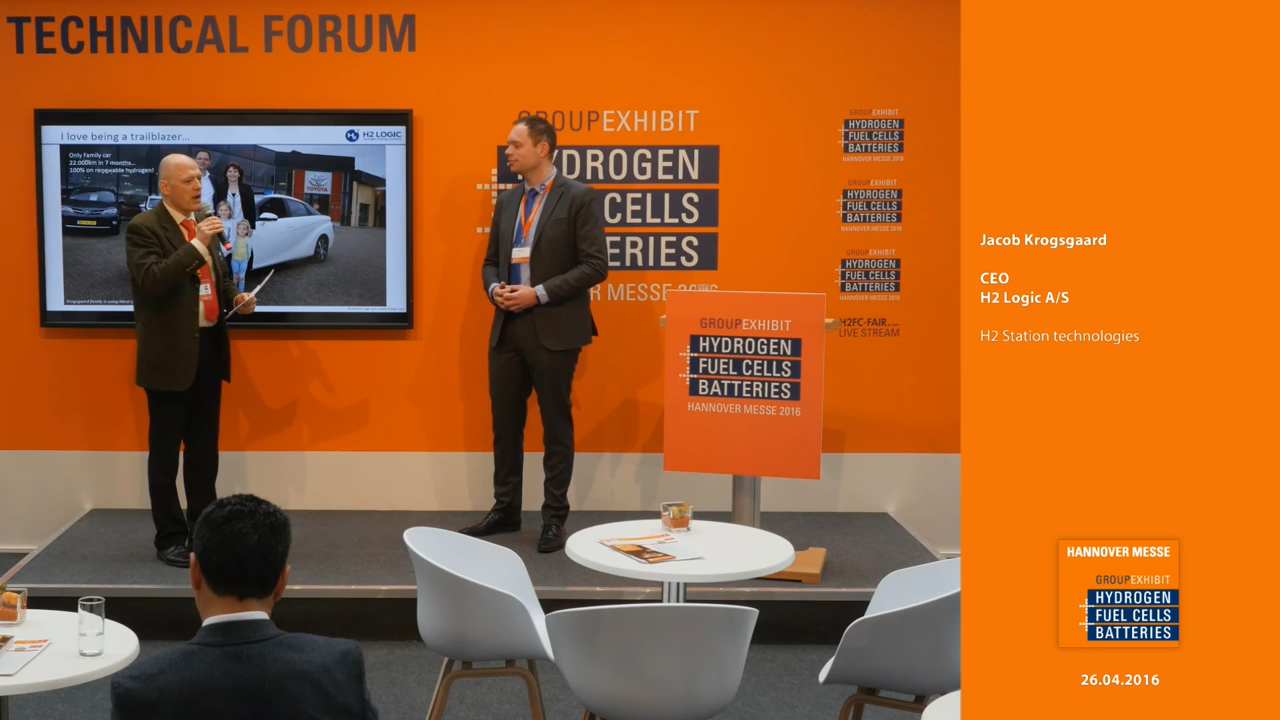 TECHNICAL FORUM
I love being a trailblazer...
H2 LOGIC
Only Family car
22.000km in 7 months...
100% on renewable hydrogen!
TOYOTA
GROUPEXHIBIT
YDROGEN
CELLS
ERIES
R MESSE
GROUPEXHIBIT
HYDROGEN
FUEL CELLS
BATTERIES
HANNOVER MESSE 2016
GROUPEXHIBIT
HYDROGEN
FUEL CELLS
BATTERIES
HANNOVER MESSE 2016
GROUPEXHIBIT
HYDROGEN
FUEL CELLS
BATTERIES
HANNOVER MESSE 2016
H2FC-FAIR
LIVE STREAM
GROUPEXHIBIT
HYDROGEN
FUEL CELLS
BATTERIES
HANNOVER MESSE 2016
Jacob Krogsgaard
CEO
H2 Logic A/S
H2 Station technologies
HANNOVER MESSE
GROUPEXHIBIT
HYDROGEN
FUEL CELLS
BATTERIES
26.04.2016